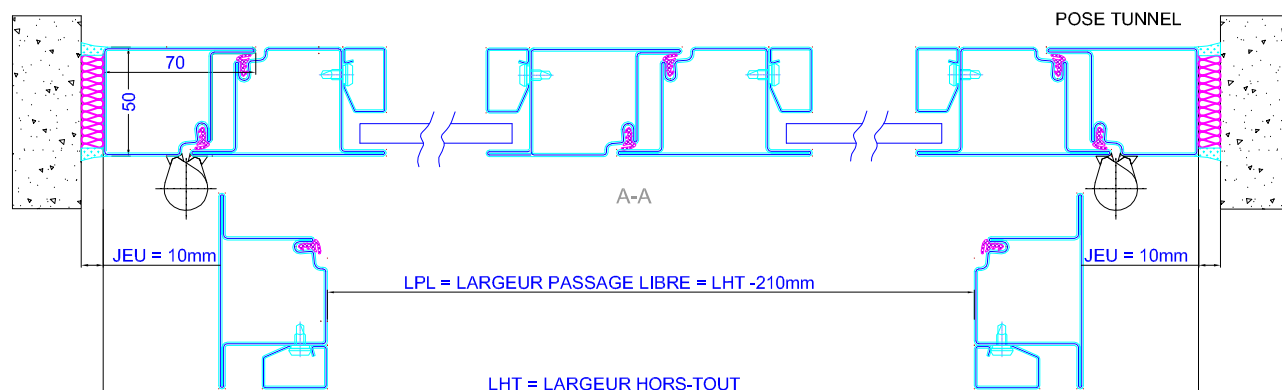 POSE TUNNEL
70
50
A-A
JEU = 10mm
JEU = 10mm
LPL = LARGEUR PASSAGE LIBRE = LHT -210mm
LHT = LARGEUR HORS-TOUT